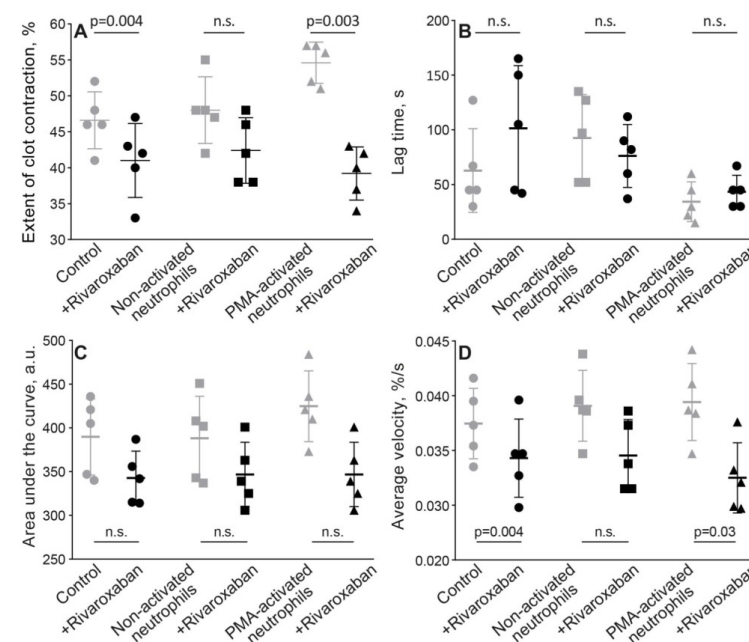 A
p=0.004
n.s.
p=0.003
Extent of clot contraction, %
60
55
50
45
40
35
30
Control
+Rivaroxaban
Non-activated
neutrophils
+Rivaroxaban
PMA-activated
neutrophils
+Rivaroxaban
B
n.s.
n.s.
n.s.
Lag time, s
200
150
100
50
0
Control
+Rivaroxaban
Non-activated
neutrophils
+Rivaroxaban
PMA-activated
neutrophils
+Rivaroxaban
C
Area under the curve, a.u.
500
450
400
350
300
250
n.s.
n.s.
n.s.
Control
+Rivaroxaban
Non-activated
neutrophils
+Rivaroxaban
PMA-activated
neutrophils
+Rivaroxaban
D
Average velocity, %/s
0.045
0.040
0.035
0.030
0.020
p=0.004
n.s.
p=0.03
Control
+Rivaroxaban
Non-activated
neutrophils
+Rivaroxaban
PMA-activated
neutrophils
+Rivaroxaban